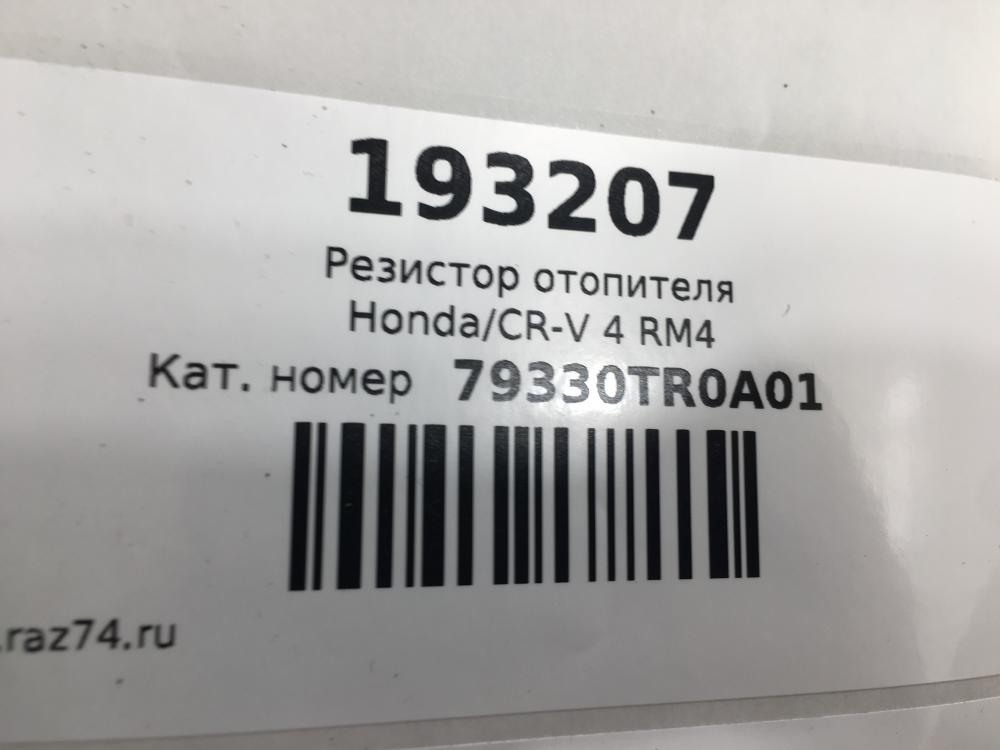 193207
Резистор отопителя
Honda/CR-V 4 RM4
Кат. номер 79330TR0A01
.raz74.ru